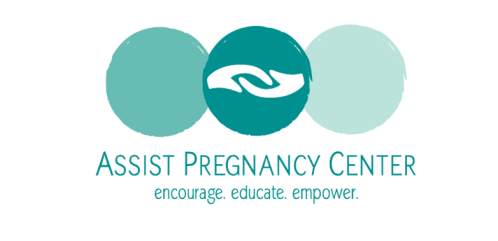 ASSIST PREGNANCY CENTER
encourage. educate. empower.